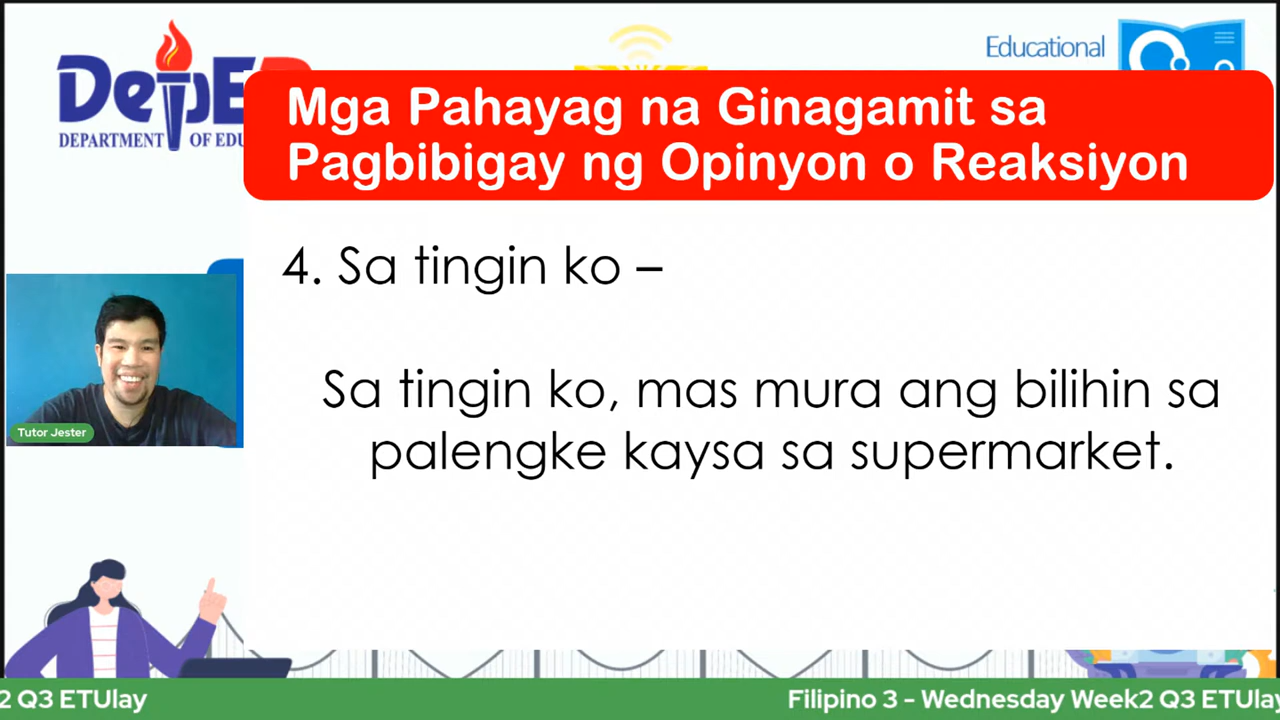 DepE
DEPARTMENT OF EDU
Educational
Mga Pahayag na Ginagamit sa
Pagbibigay ng Opinyon o Reaksiyon
4. Sa tingin ko –
Sa tingin ko, mas mura ang bilihin sa
palengke kaysa sa supermarket.
Tutor Jester
2 Q3 ETUlay
Filipino 3 - Wednesday Week2 Q3 ETUlay